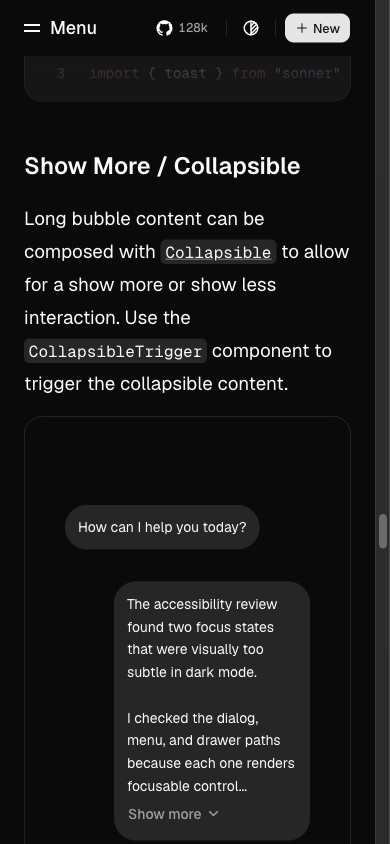 Menu
128k
+ New
3 import { toast } from "sonner"
Show More / Collapsible
Long bubble content can be
composed with Collapsible to allow
for a show more or show less
interaction. Use the
CollapsibleTrigger component to
trigger the collapsible content.
How can I help you today?
The accessibility review
found two focus states
that were visually too
subtle in dark mode.
I checked the dialog,
menu, and drawer paths
because each one renders
focusable control...
Show more